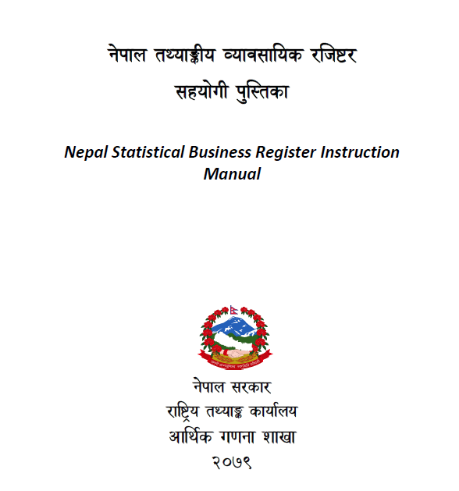 नेपाल तथ्याङ्कीय व्यावसायिक रजिष्टर
सहयोगी पुस्तिका
Nepal Statistical Business Register Instruction
Manual
नेपाल सरकार
राष्ट्रिय तथ्याङ्क कार्यालय
आर्थिक गणना शाखा
२०७९